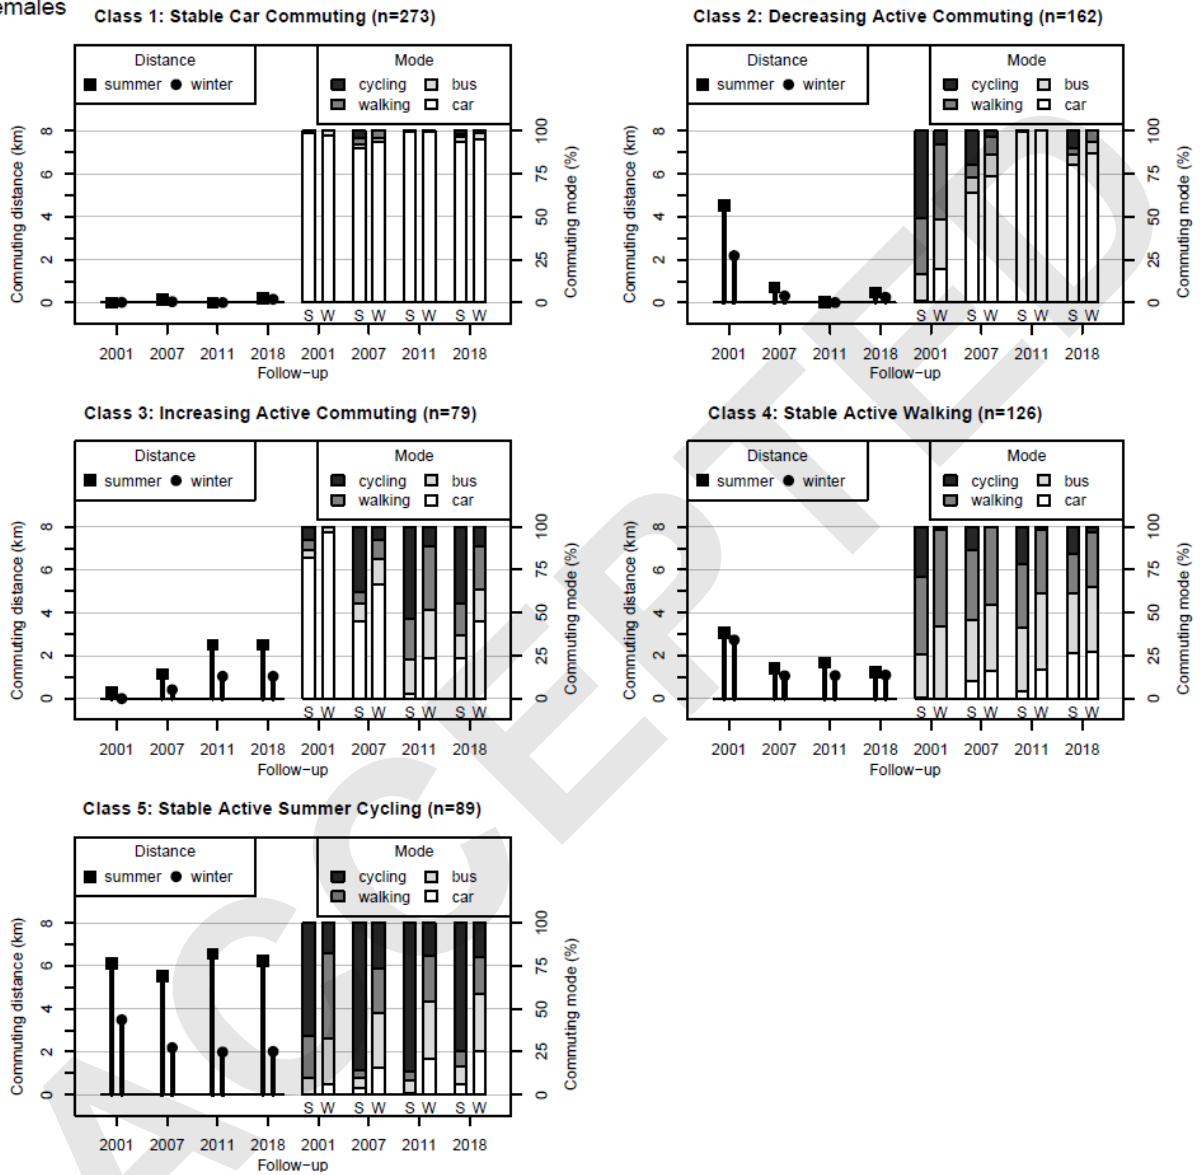 emales
Class 1: Stable Car Commuting (n=273)
Distance
summer winter
Mode
cycling bus
walking car
Commuting distance (km)
0 2 4 6 8
Commuting mode (%)
0 25 50 75 100
S W S W S W S W
2001 2007 2011 2018 2001 2007 2011 2018
Follow-up
Class 2: Decreasing Active Commuting (n=162)
Distance
summer winter
Mode
cycling bus
walking car
Commuting distance (km)
0 2 4 6 8
Commuting mode (%)
0 25 50 75 100
S W S W S W S W
2001 2007 2011 2018 2001 2007 2011 2018
Follow-up
Class 3: Increasing Active Commuting (n=79)
Distance
summer winter
Mode
cycling bus
walking car
Commuting distance (km)
0 2 4 6 8
Commuting mode (%)
0 25 50 75 100
S W S W S W S W
2001 2007 2011 2018 2001 2007 2011 2018
Follow-up
Class 4: Stable Active Walking (n=126)
Distance
summer winter
Mode
cycling bus
walking car
Commuting distance (km)
0 2 4 6 8
Commuting mode (%)
0 25 50 75 100
S W S W S W S W
2001 2007 2011 2018 2001 2007 2011 2018
Follow-up
Class 5: Stable Active Summer Cycling (n=89)
Distance
summer winter
Mode
cycling bus
walking car
Commuting distance (km)
0 2 4 6 8
Commuting mode (%)
0 25 50 75 100
S W S W S W S W
2001 2007 2011 2018 2001 2007 2011 2018
Follow-up
ACCEPTED